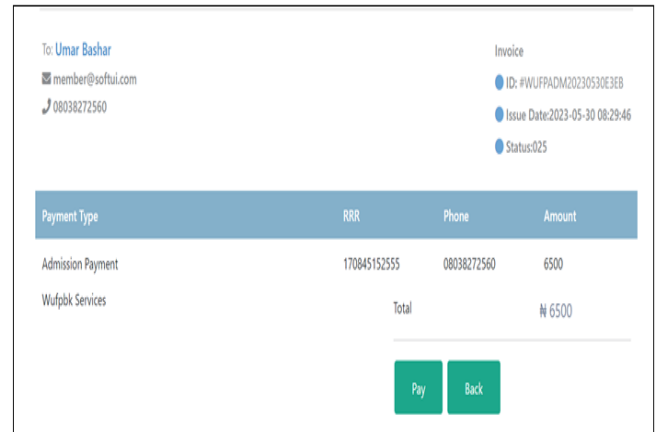 To: Umar Bashar
member@softui.com
08038272560
Invoice
ID: #WUFPADM20230530E3EB
Issue Date:2023-05-30 08:29:46
Status:025
Payment Type RRR Phone Amount
Admission Payment 170845152555 08038272560 6500
Wufpbk Services
Total ₦ 6500
Pay Back